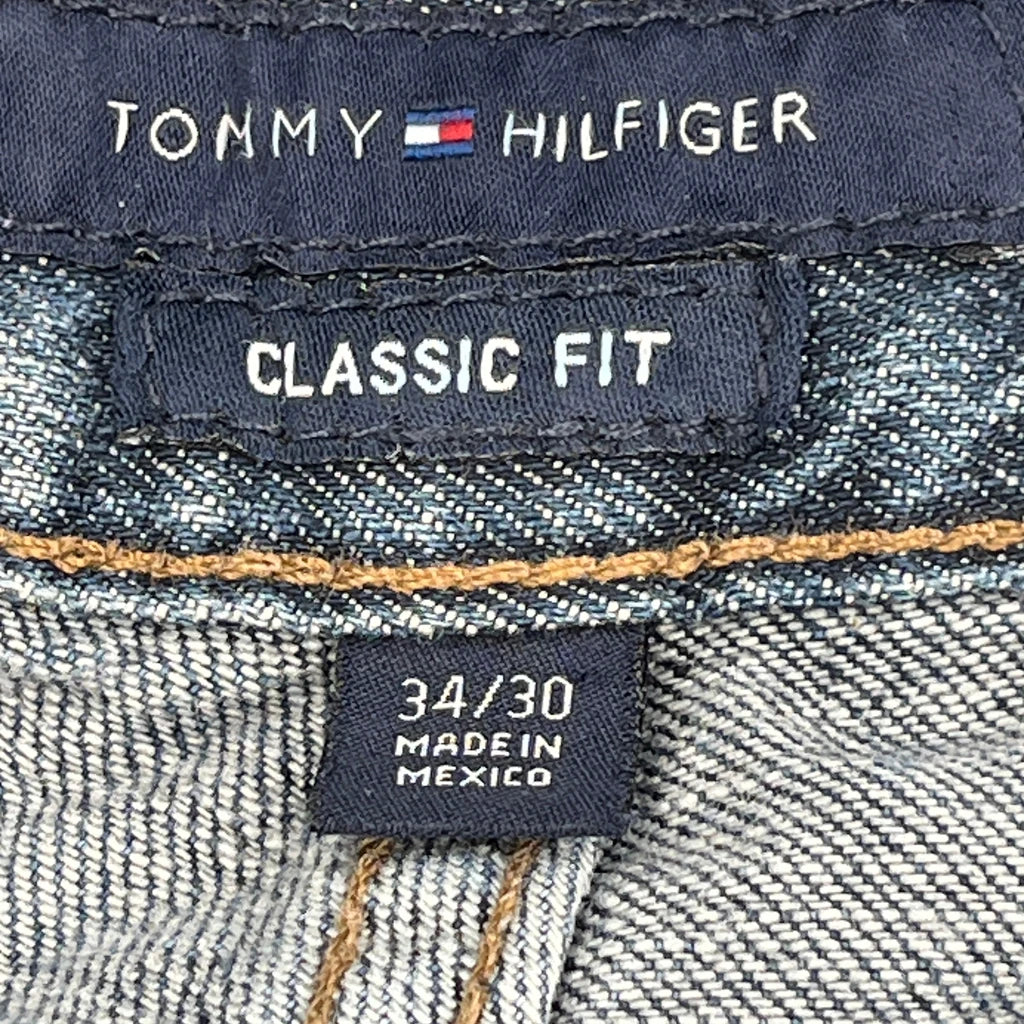 TOMMY HILFIGER
CLASSIC FIT
34/30
MADE IN
MEXICO